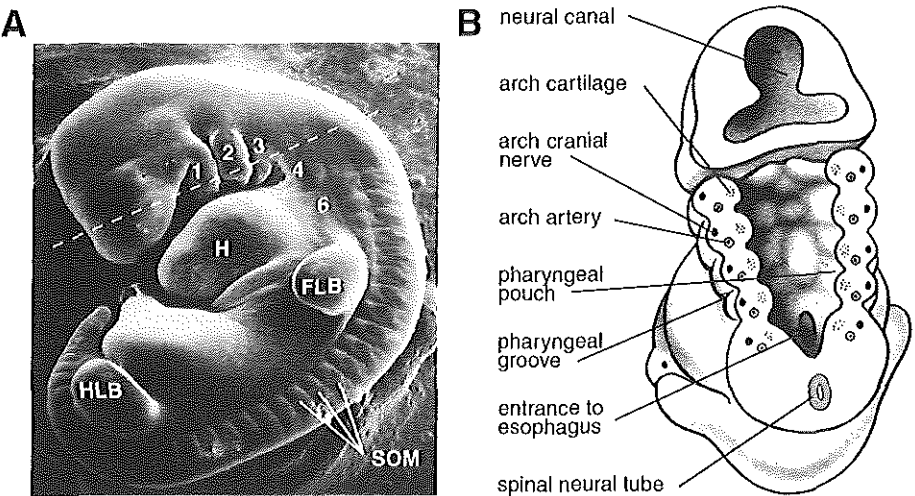 A
1
2
3
4
6
H
FLB
HLB
SOM
B
neural canal
arch cartilage
arch cranial
nerve
arch artery
pharyngeal
pouch
pharyngeal
groove
entrance to
esophagus
spinal neural tube